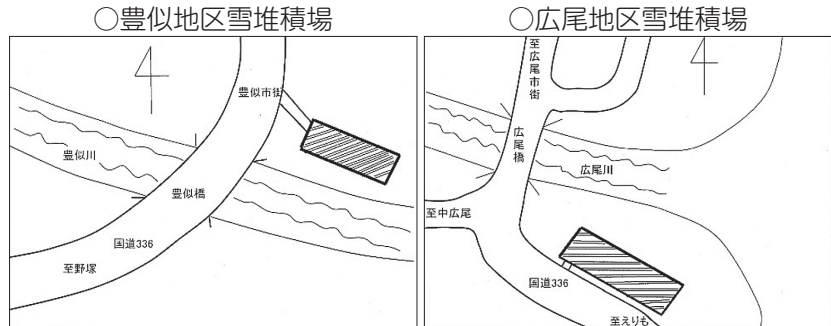 ○豊似地区雪堆積場
豊似市街
豊似川
豊似橋
国道336
至野塚
○広尾地区雪堆積場
至広尾市街
広尾橋
広尾川
至中広尾
国道336
至えりも